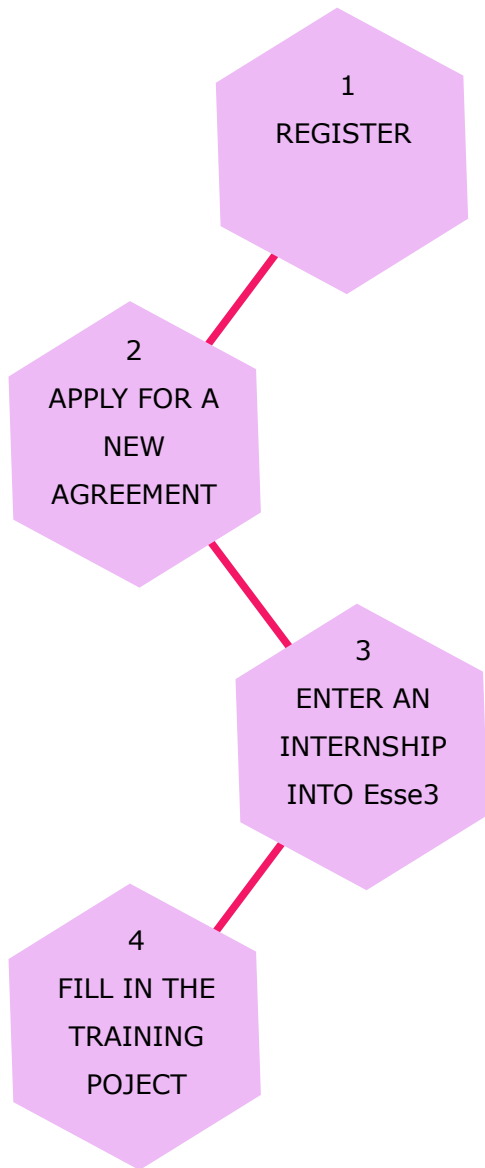 1
REGISTER
2
APPLY FOR A
NEW
AGREEMENT
3
ENTER AN
INTERNSHIP
INTO Esse3
4
FILL IN THE
TRAINING
POJECT